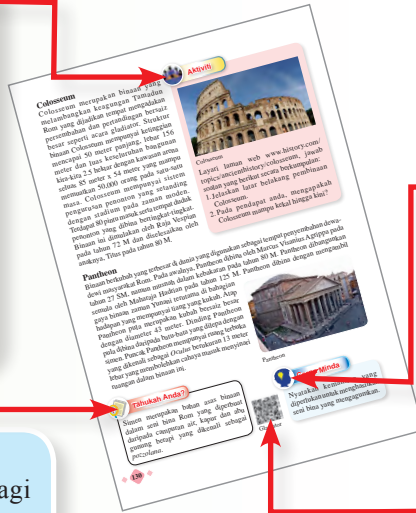 Aktiviti
Colosseum
Colosseum merupakan binaan yang
melambangkan keagungan Tamadun
Rom yang dijadikan tempat mengadakan
persembahan dan pertandingan bersaiz
besar seperti acara gladiator. Struktur
binaan Colosseum mempunyai ketinggian
mencapai 50 meter panjang, lebar 156
meter dan luas keseluruhan bangunan
kira-kita 2.5 hektar dengan kawasan arena
seluas 85 meter x 54 meter yang mampu
memuatkan 50,000 orang pada satu-satu
masa. Colosseum mempunyai sistem
pengurusan penonton yang setanding
dengan stadium pada zaman moden.
Terdapat 80 pintu masuk serta tempat duduk
penonton yang dibina bertingkat-tingkat.
Binaan ini dimulakan oleh Raja Vespian
pada tahun 72 M dan diselesaikan oleh
anaknya, Titus pada tahun 80 M.
Colosseum
Layari laman web www.history.com/
topics/ancienthistory/colosseum, jawab
soalan yang berikut secara berkumpulan:
1. Jelaskan latar belakang pembinaan
Colosseum.
2. Pada pendapat anda, mengapakah
Colosseum mampu kekal hingga kini?
Pantheon
Binaan berkubah yang terbesar di dunia yang digunakan sebagai tempat penyembahan dewa-
dewi masyarakat Rom. Pada awalnya, Pantheon dibina oleh Marcus Visanius Agrippa pada
tahun 27 SM, namun musnah dalam kebakaran pada tahun 80 M. Pantheon dibangunkan
semula oleh Maharaja Hadrian pada tahun 125 M. Pantheon dibina dengan mengambil
gaya binaan zaman Yunani terutama di bahagian
hadapan yang mempunyai tiang yang kukuh. Atap
Pantheon pula merupakan kubah bersaiz besar
dengan diameter 43 meter. Dinding Pantheon
pula dibina daripada batu-bata yang dilepa dengan
simen. Puncak Pantheon mempunyai ruang terbuka
yang dikenali sebagai Oculus berukuran 13 meter
lebar yang membolehkan cahaya masuk menyinari
ruangan dalam binaan ini.
Pantheon
Tahukah Anda?
Simen merupakan bahan asas binaan
dalam seni bina Rom yang diperbuat
daripada campuran air, kapur dan abu
gunung berapi yang dikenali sebagai
pozzolana.
Minda
Nyatakan yang
diperlukan untuk menghasilkan
seni bina yang mengagumkan.
138
agi